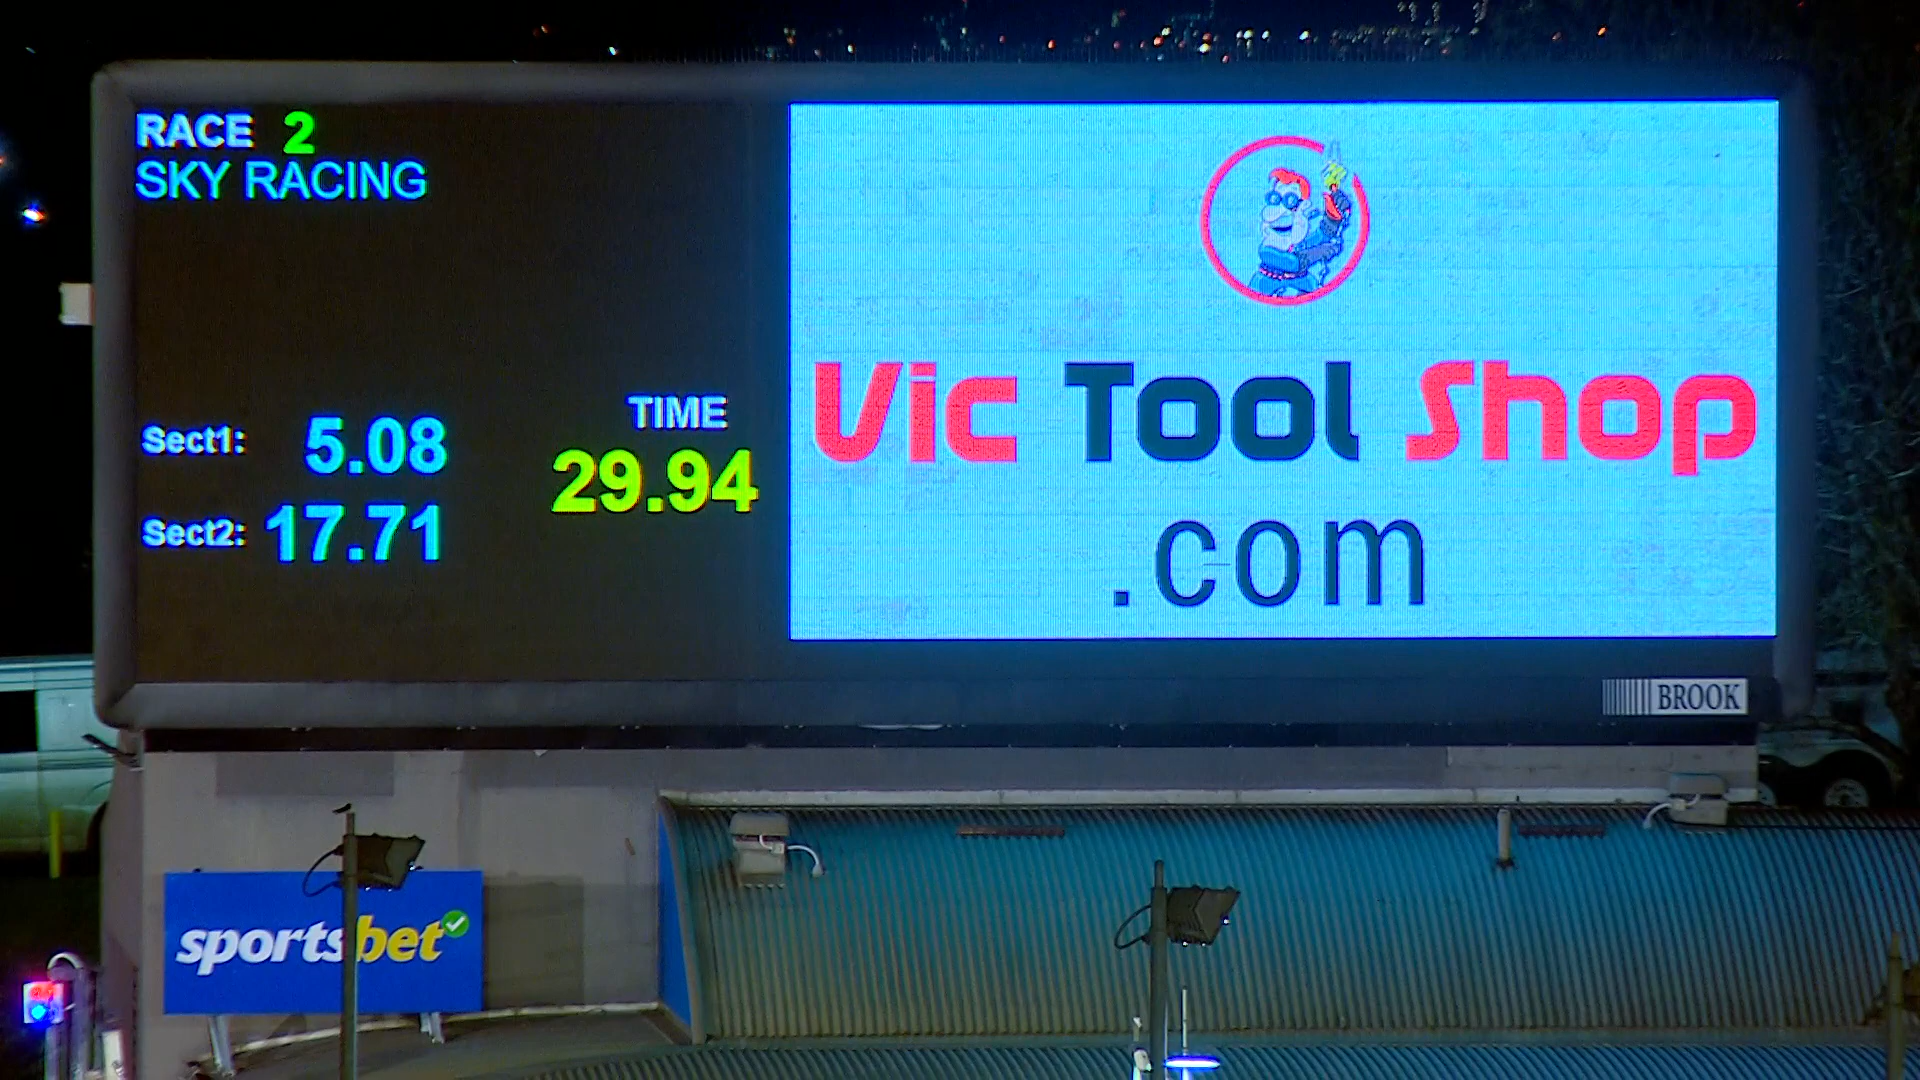 RACE 2
SKY RACING
Sect1: 5.08
Sect2: 17.71
TIME
29.94
Vic Tool Shop
.com
BROOK
sportsbet